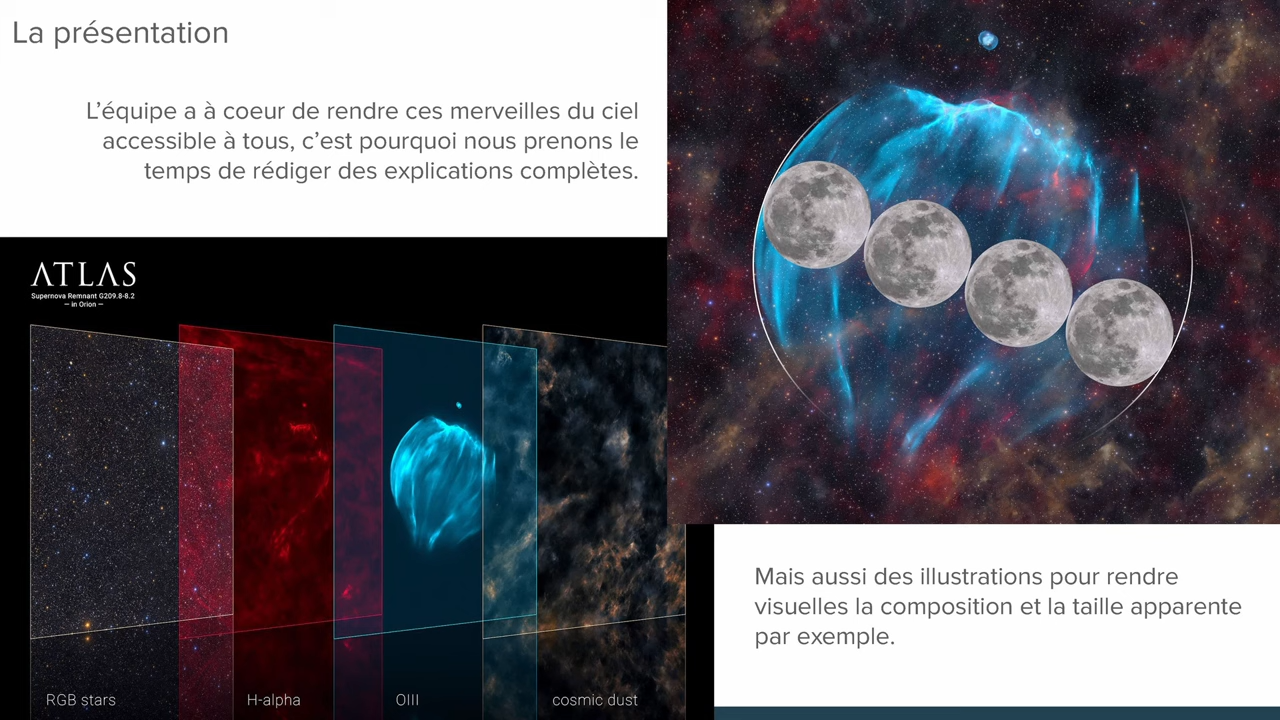 La présentation
L'équipe a à coeur de rendre ces merveilles du ciel
accessible à tous, c'est pourquoi nous prenons le
temps de rédiger des explications complètes.
ATLAS
Supernova Remnant G209.8-8.2
— in Orion —
RGB stars
H-alpha
OIII
cosmic dust
Mais aussi des illustrations pour rendre
visuelles la composition et la taille apparente
par exemple.